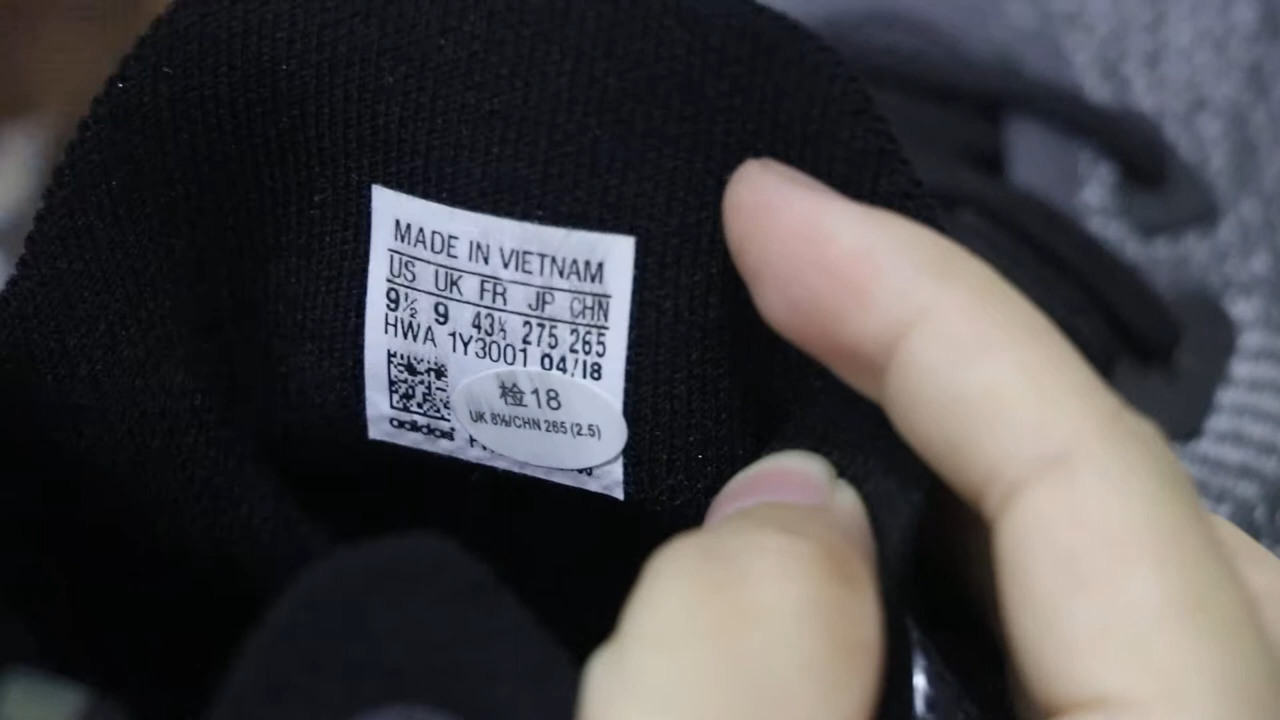 MADE IN VIETNAM
US UK FR JP CHN
9½ 9 43⅓ 275 265
HWA 1Y3001 04/18
检18
UK 8½/CHN 265 (2.5)
adidas